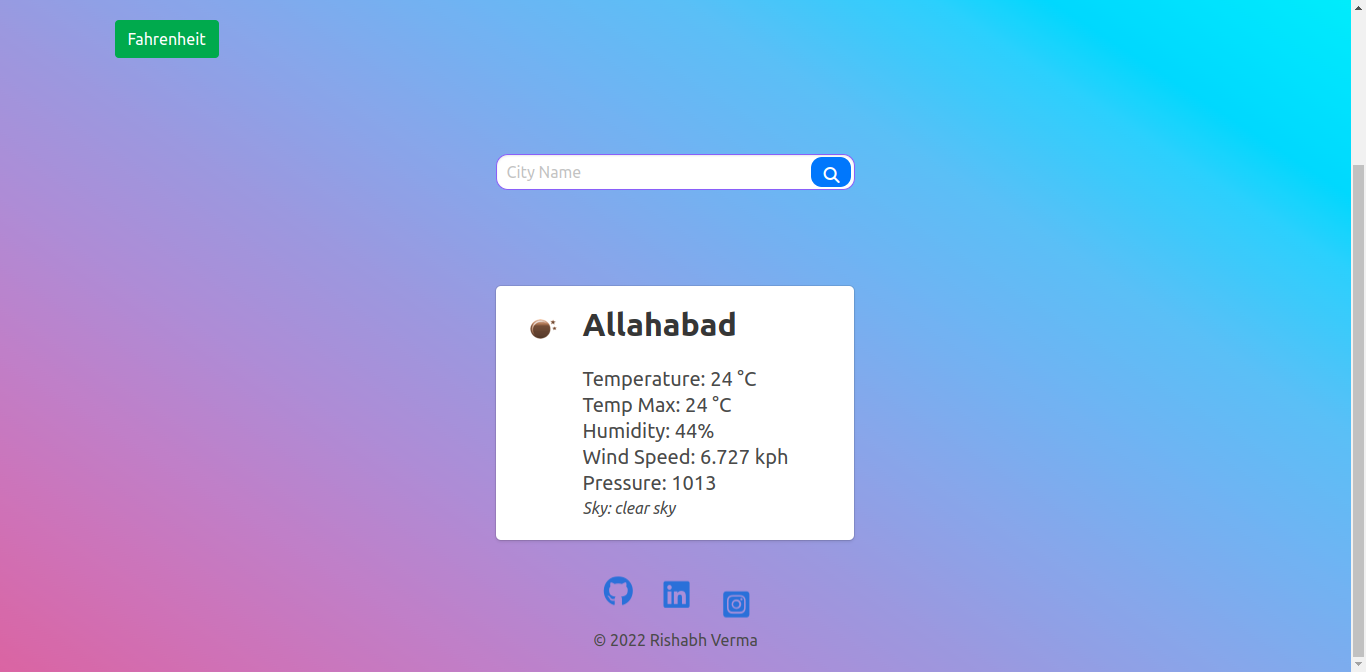 Fahrenheit
City Name
Allahabad
Temperature: 24 °C
Temp Max: 24 °C
Humidity: 44%
Wind Speed: 6.727 kph
Pressure: 1013
Sky: clear sky
© 2022 Rishabh Verma